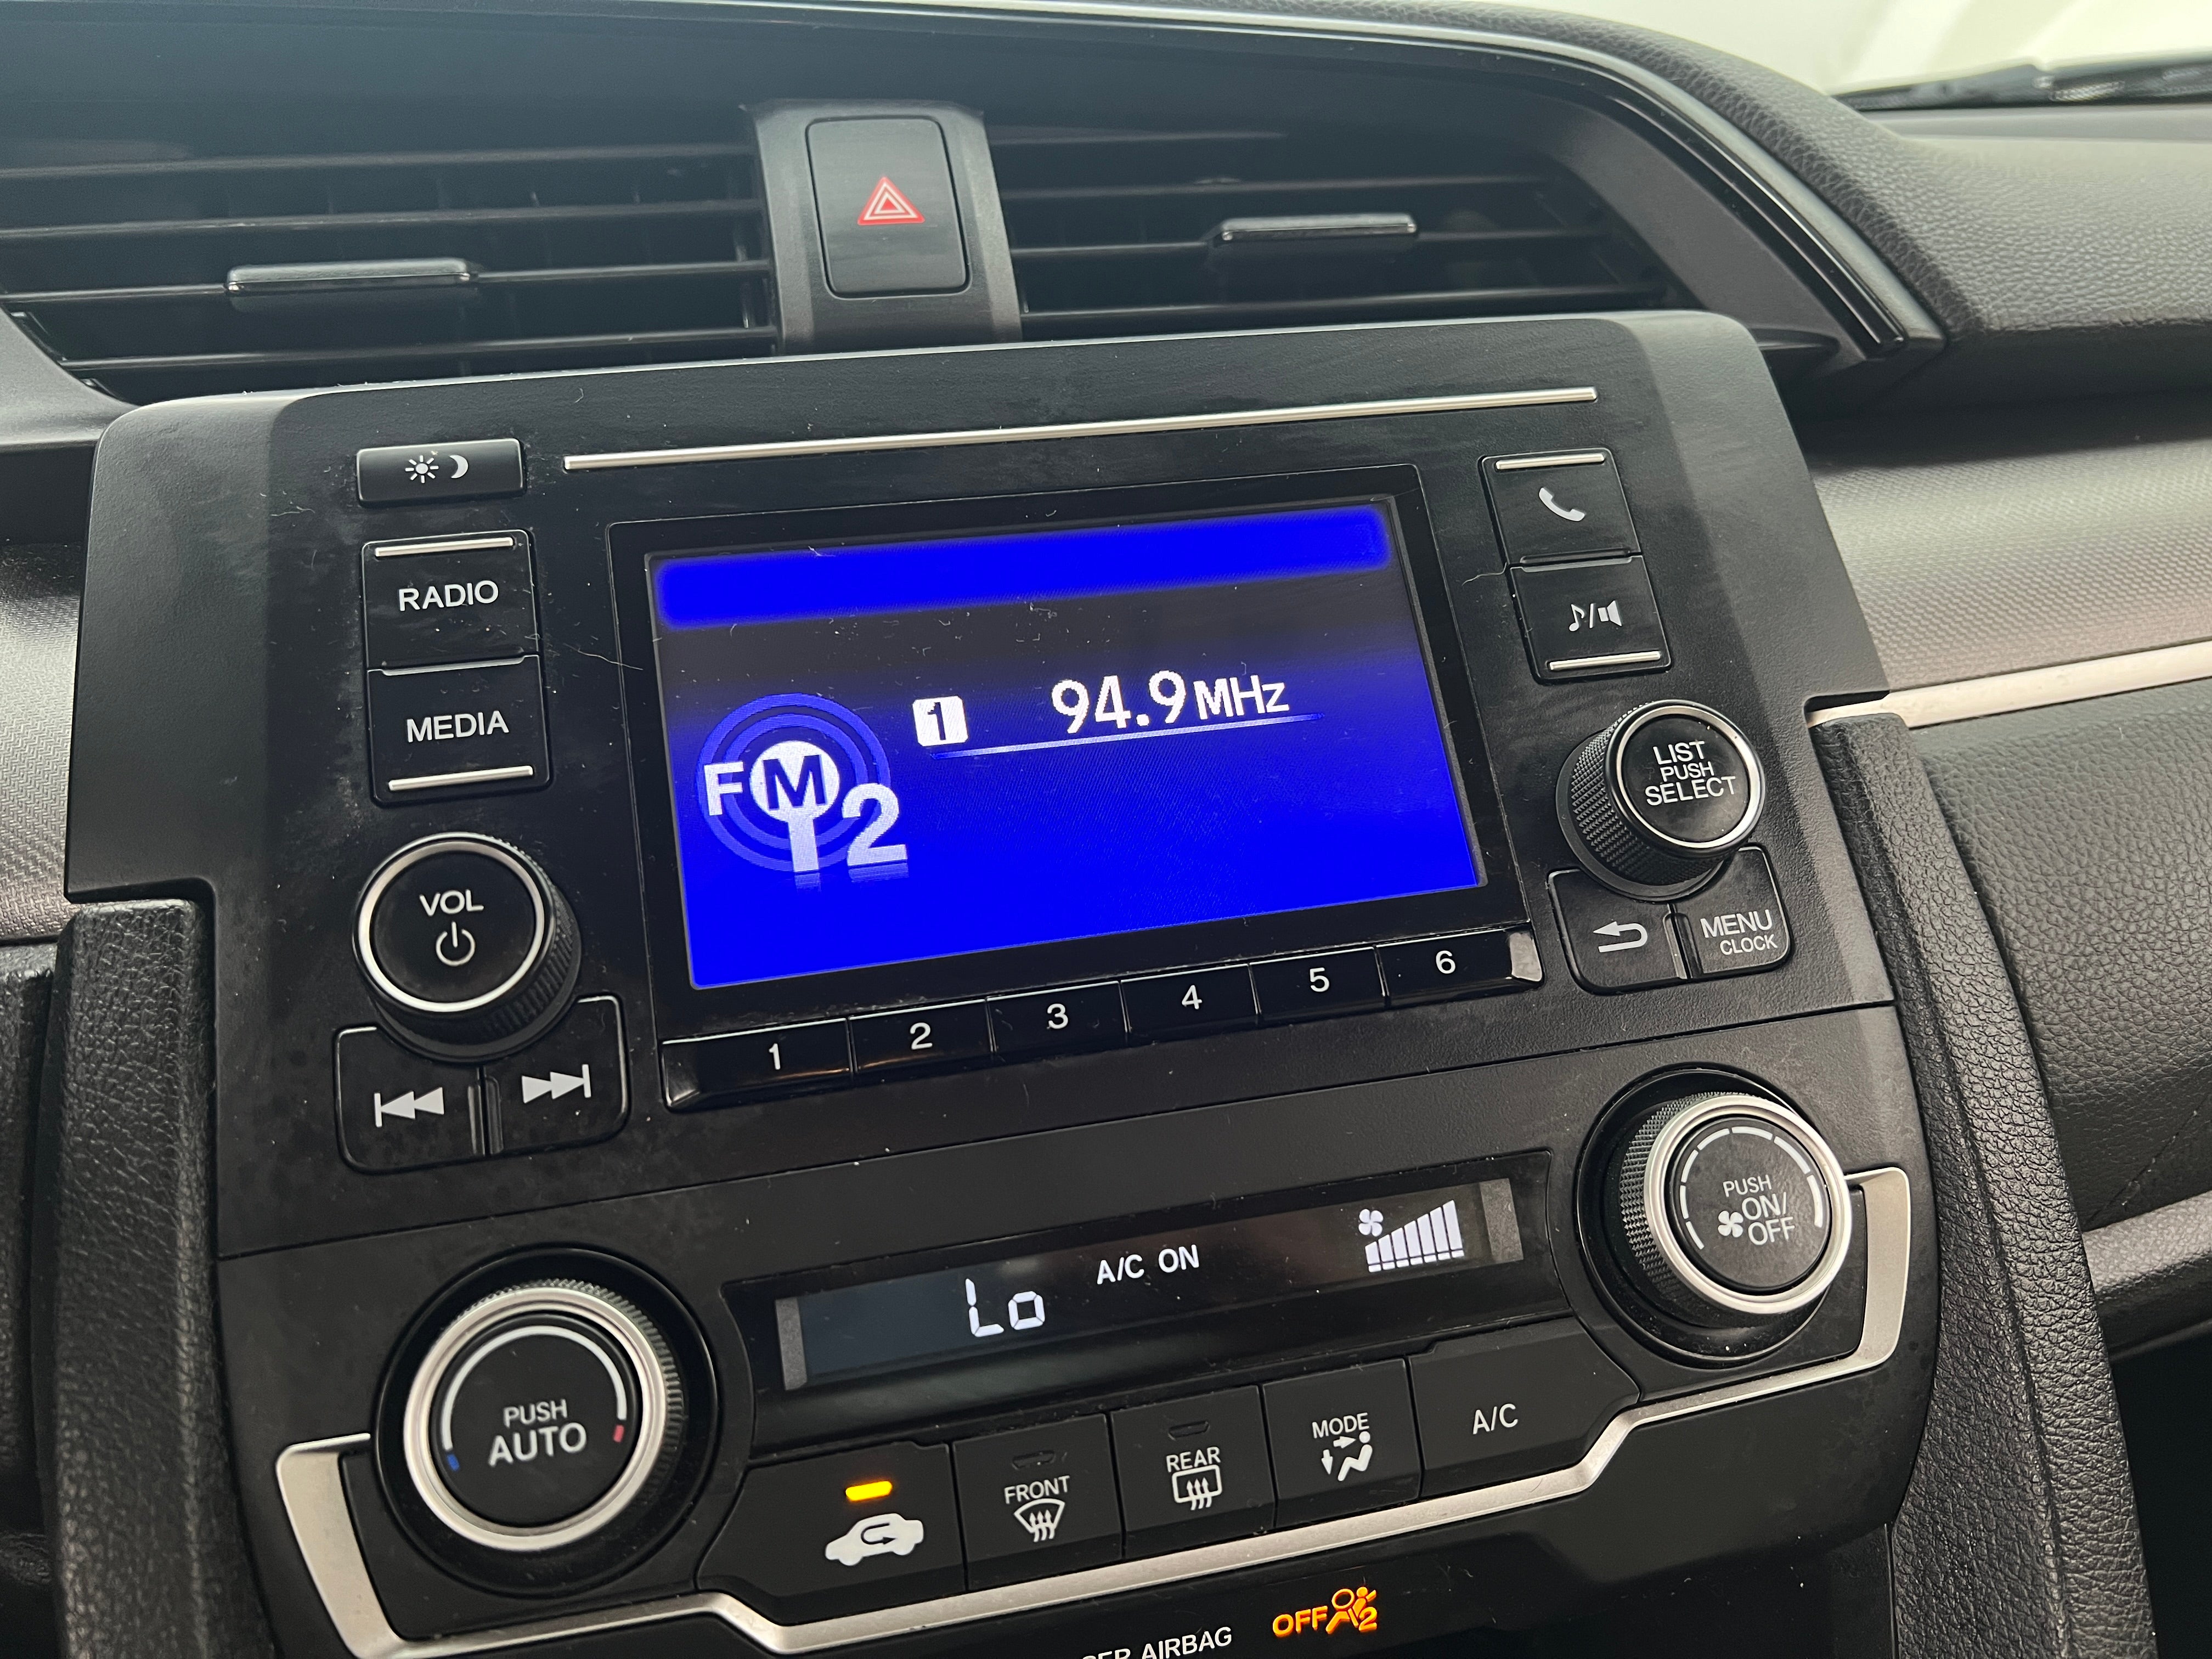 RADIO
MEDIA
VOL
FM2
1 94.9MHz
LIST
PUSH
SELECT
MENU
CLOCK
1 2 3 4 5 6
Lo A/C ON
PUSH
ON/
OFF
PUSH
AUTO
FRONT
REAR
MODE
A/C
AIRBAG
OFF 2